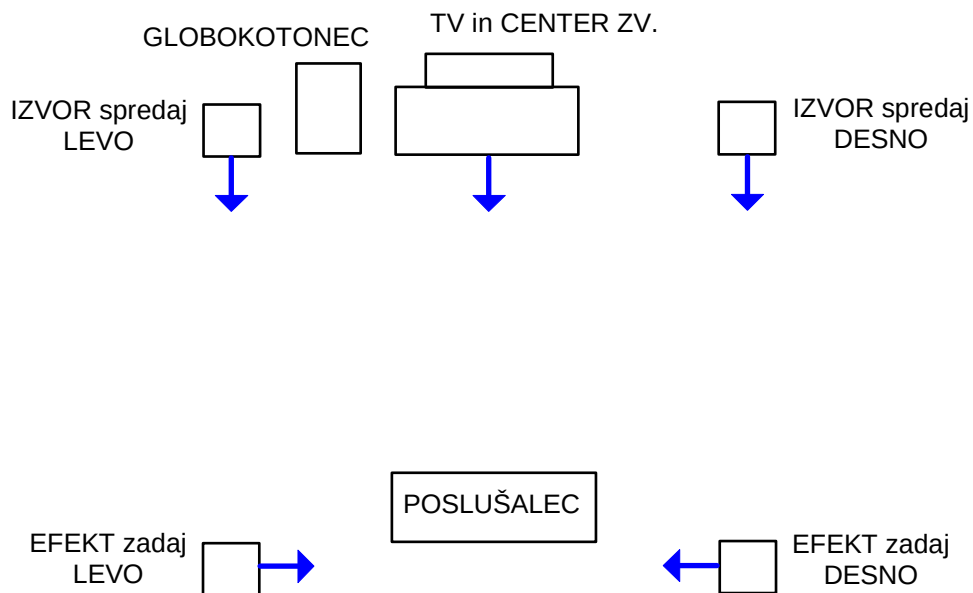 TV in CENTER ZV.
GLOBOKOTONEC
IZVOR spredaj
LEVO
IZVOR spredaj
DESNO
POSLUŠALEC
EFEKT zadaj
LEVO
EFEKT zadaj
DESNO